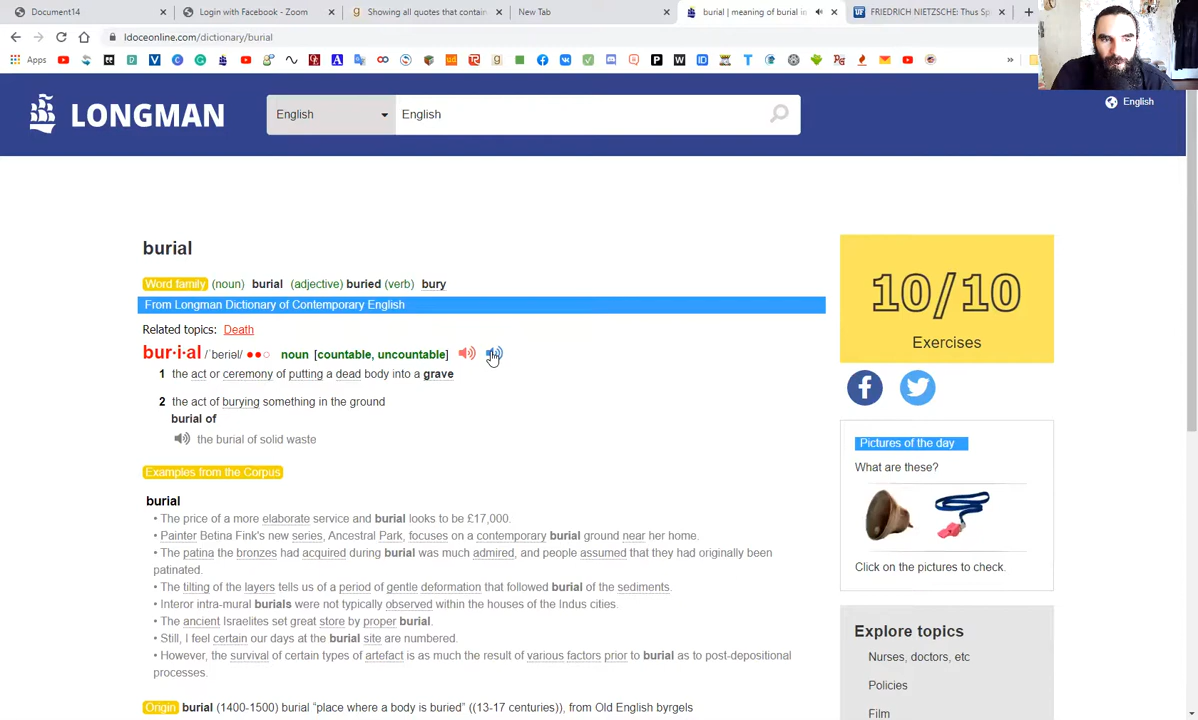 Document14
Login with Facebook - Zoom
Showing all quotes that contain
New Tab
burial | meaning of burial in
FRIEDRICH NIETZSCHE: Thus Sp
ldoceonline.com/dictionary/burial
Apps
LONGMAN
English
English
English
burial
Word family (noun) burial (adjective) buried (verb) bury
From Longman Dictionary of Contemporary English
Related topics: Death
bur·i·al /ˈberiəl/ ●●○ noun [countable, uncountable]
1 the act or ceremony of putting a dead body into a grave
2 the act of burying something in the ground
burial of
the burial of solid waste
Examples from the Corpus
burial
• The price of a more elaborate service and burial looks to be £17,000.
• Painter Betina Fink's new series, Ancestral Park, focuses on a contemporary burial ground near her home.
• The patina the bronzes had acquired during burial was much admired, and people assumed that they had originally been
patinated.
• The tilting of the layers tells us of a period of gentle deformation that followed burial of the sediments.
• Interor intra-mural burials were not typically observed within the houses of the Indus cities.
• The ancient Israelites set great store by proper burial.
• Still, I feel certain our days at the burial site are numbered.
• However, the survival of certain types of artefact is as much the result of various factors prior to burial as to post-depositional
processes.
Origin burial (1400-1500) burial “place where a body is buried” ((13-17 centuries)), from Old English byrgels
10/10
Exercises
Pictures of the day
What are these?
Click on the pictures to check.
Explore topics
Nurses, doctors, etc
Policies
Film